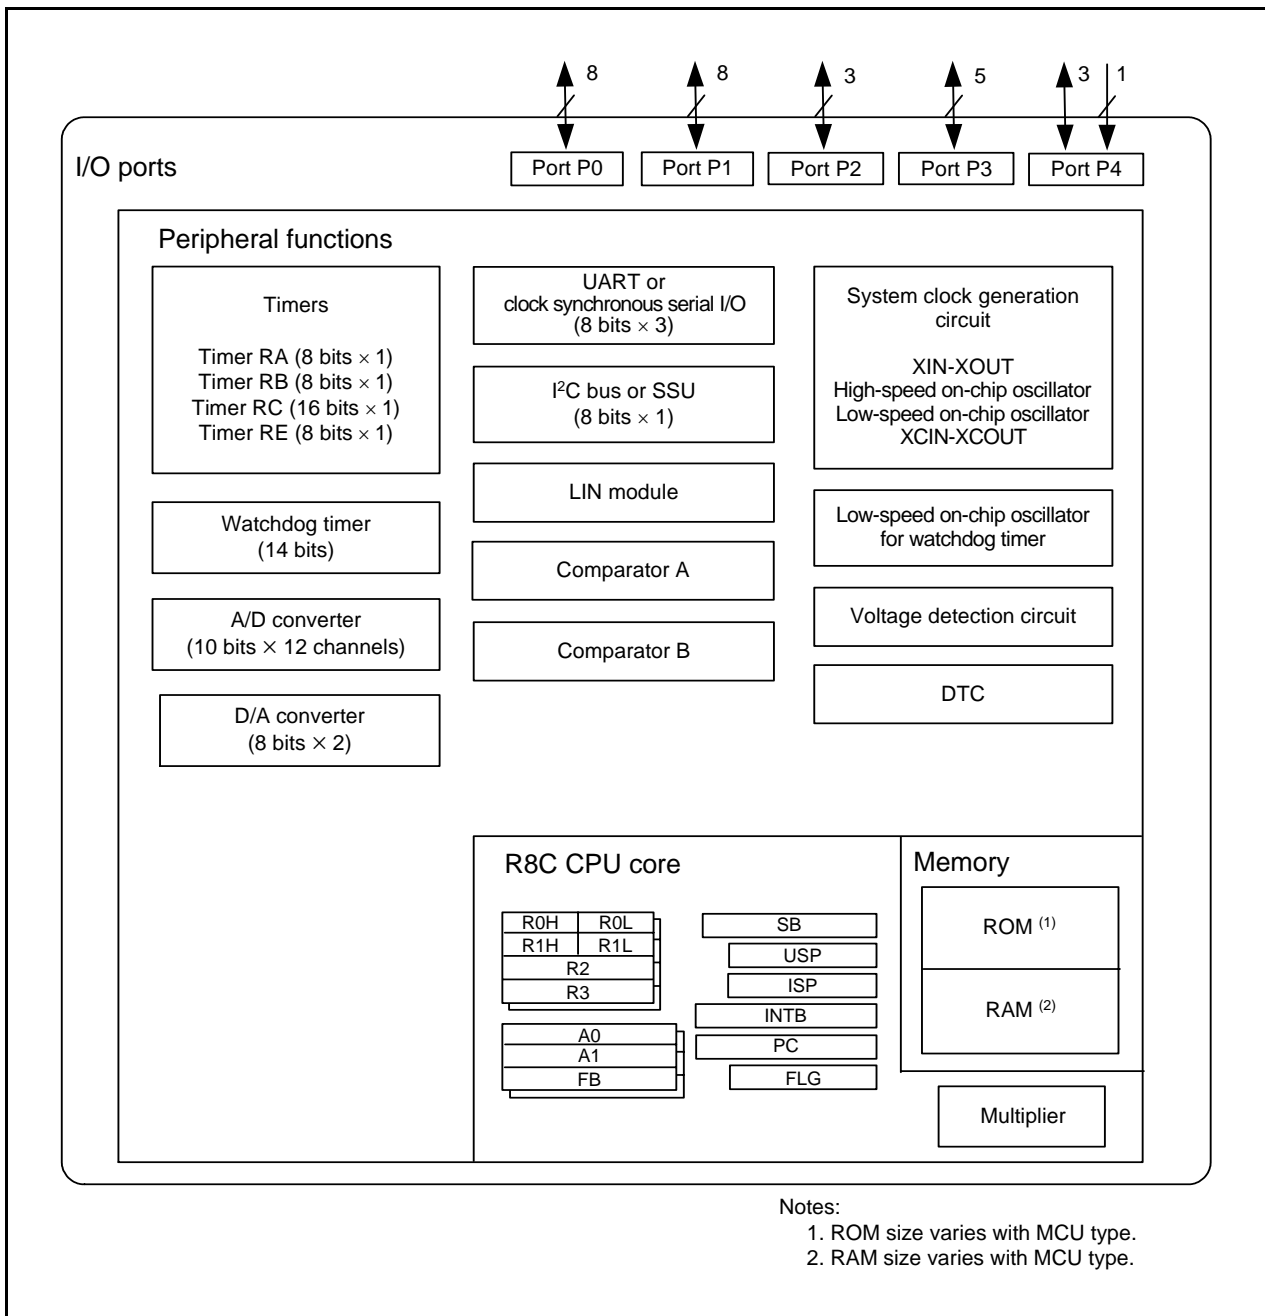 8 8 3 5 3 1
I/O ports
Port P0 Port P1 Port P2 Port P3 Port P4
Peripheral functions
Timers
Timer RA (8 bits × 1)
Timer RB (8 bits × 1)
Timer RC (16 bits × 1)
Timer RE (8 bits × 1)
Watchdog timer
(14 bits)
A/D converter
(10 bits × 12 channels)
D/A converter
(8 bits × 2)
UART or
clock synchronous serial I/O
(8 bits × 3)
I²C bus or SSU
(8 bits × 1)
LIN module
Comparator A
Comparator B
System clock generation
circuit
XIN-XOUT
High-speed on-chip oscillator
Low-speed on-chip oscillator
XCIN-XCOUT
Low-speed on-chip oscillator
for watchdog timer
Voltage detection circuit
DTC
R8C CPU core
R0H R0L
R1H R1L
R2
R3
A0
A1
FB
SB
USP
ISP
INTB
PC
FLG
Memory
ROM (1)
RAM (2)
Multiplier
Notes:
1. ROM size varies with MCU type.
2. RAM size varies with MCU type.